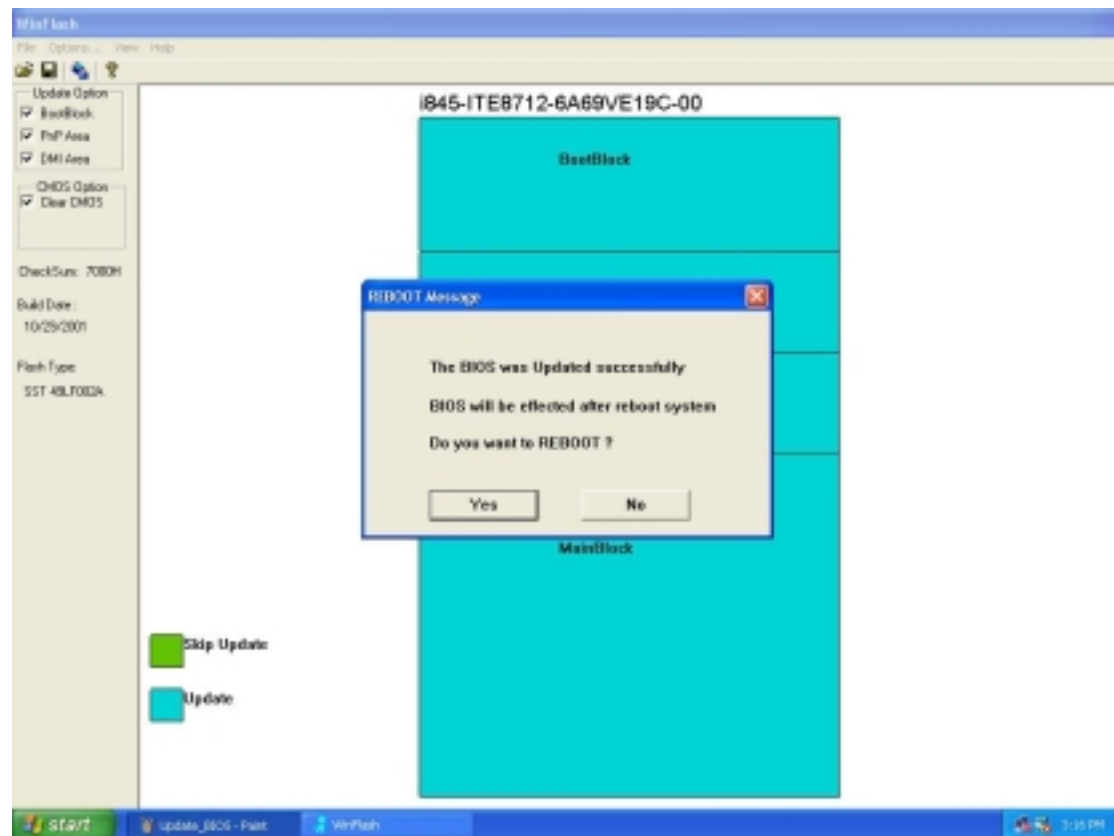 WinFlash
File Options... View Help
Update Option
BootBlock
PnP Area
DMI Area
CMOS Option
Clear CMOS
CheckSum: 7000H
Build Date :
10/29/2001
Flash Type:
SST 49LF002A
i845-ITE8712-6A69VE19C-00
BootBlock
REBOOT Message
The BIOS was Updated successfully
BIOS will be effected after reboot system
Do you want to REBOOT ?
Yes No
MainBlock
Skip Update
Update
start Update_BIOS - Paint WinFlash 3:16 PM